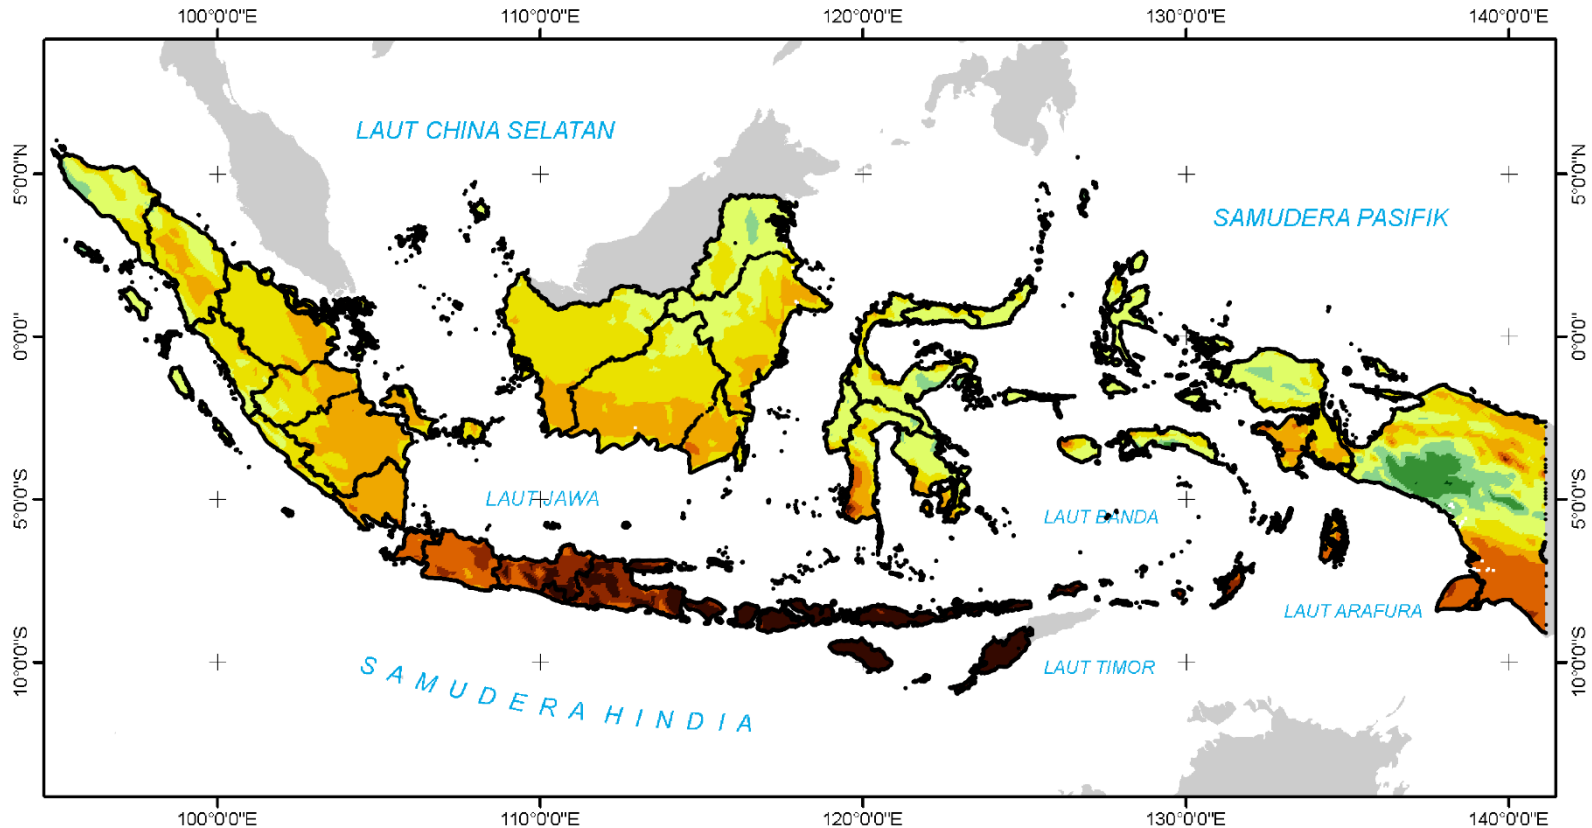 100°0'0"E 110°0'0"E 120°0'0"E 130°0'0"E 140°0'0"E
LAUT CHINA SELATAN
5°0'0"N 5°0'0"N
SAMUDERA PASIFIK
0°0'0" 0°0'0"
5°0'0"S LAUT JAWA 5°0'0"S
LAUT BANDA
LAUT ARAFURA
10°0'0"S LAUT TIMOR 10°0'0"S
SAMUDERA HINDIA
100°0'0"E 110°0'0"E 120°0'0"E 130°0'0"E 140°0'0"E